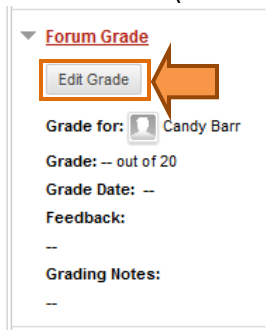 Forum Grade
Edit Grade
Grade for: Candy Barr
Grade: -- out of 20
Grade Date: --
Feedback:
--
Grading Notes:
--